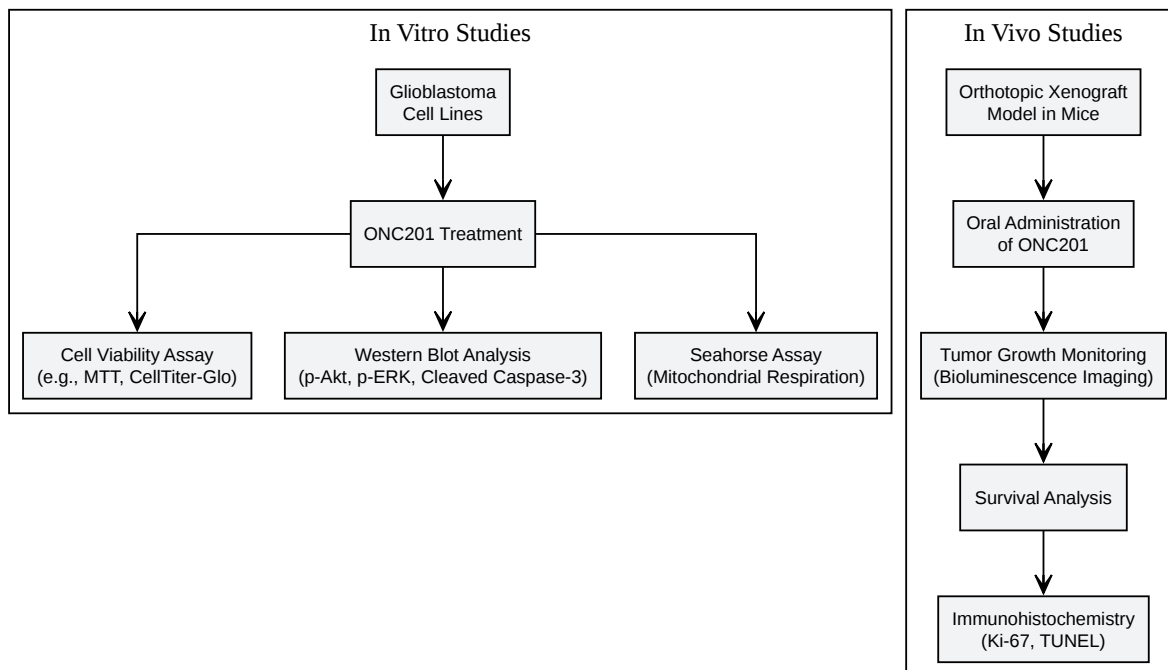 In Vitro Studies
Glioblastoma
Cell Lines
ONC201 Treatment
Cell Viability Assay
(e.g., MTT, CellTiter-Glo)
Western Blot Analysis
(p-Akt, p-ERK, Cleaved Caspase-3)
Seahorse Assay
(Mitochondrial Respiration)
In Vivo Studies
Orthotopic Xenograft
Model in Mice
Oral Administration
of ONC201
Tumor Growth Monitoring
(Bioluminescence Imaging)
Survival Analysis
Immunohistochemistry
(Ki-67, TUNEL)